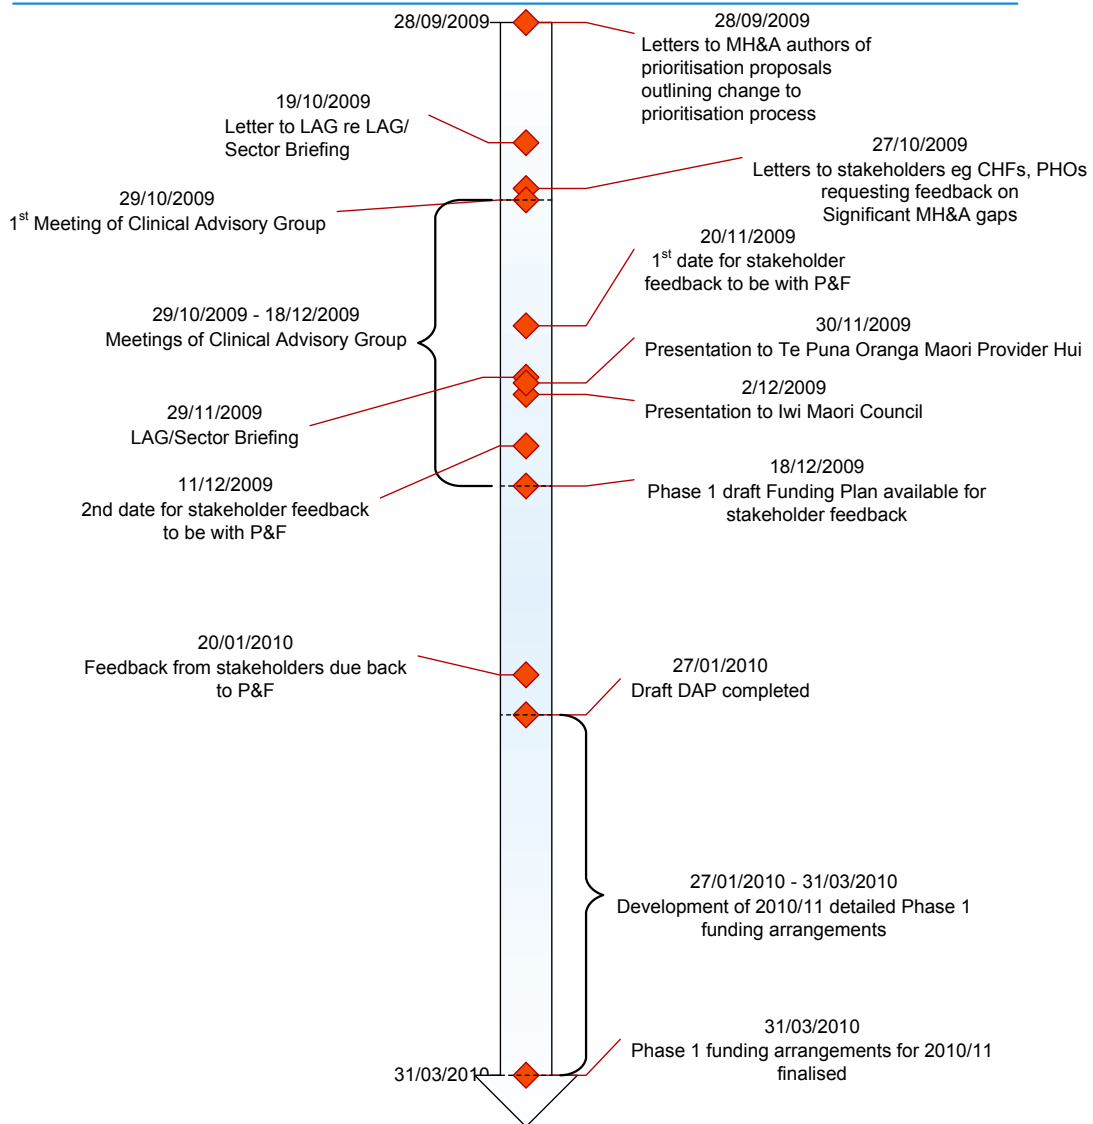 28/09/2009
28/09/2009
Letters to MH&A authors of
prioritisation proposals
outlining change to
prioritisation process
19/10/2009
Letter to LAG re LAG/
Sector Briefing
27/10/2009
Letters to stakeholders eg CHFs, PHOs
requesting feedback on
Significant MH&A gaps
29/10/2009
1st Meeting of Clinical Advisory Group
20/11/2009
1st date for stakeholder
feedback to be with P&F
29/10/2009 - 18/12/2009
Meetings of Clinical Advisory Group
30/11/2009
Presentation to Te Puna Oranga Maori Provider Hui
2/12/2009
Presentation to Iwi Maori Council
29/11/2009
LAG/Sector Briefing
18/12/2009
Phase 1 draft Funding Plan available for
stakeholder feedback
11/12/2009
2nd date for stakeholder feedback
to be with P&F
20/01/2010
Feedback from stakeholders due back
to P&F
27/01/2010
Draft DAP completed
27/01/2010 - 31/03/2010
Development of 2010/11 detailed Phase 1
funding arrangements
31/03/2010
Phase 1 funding arrangements for 2010/11
finalised
31/03/2010